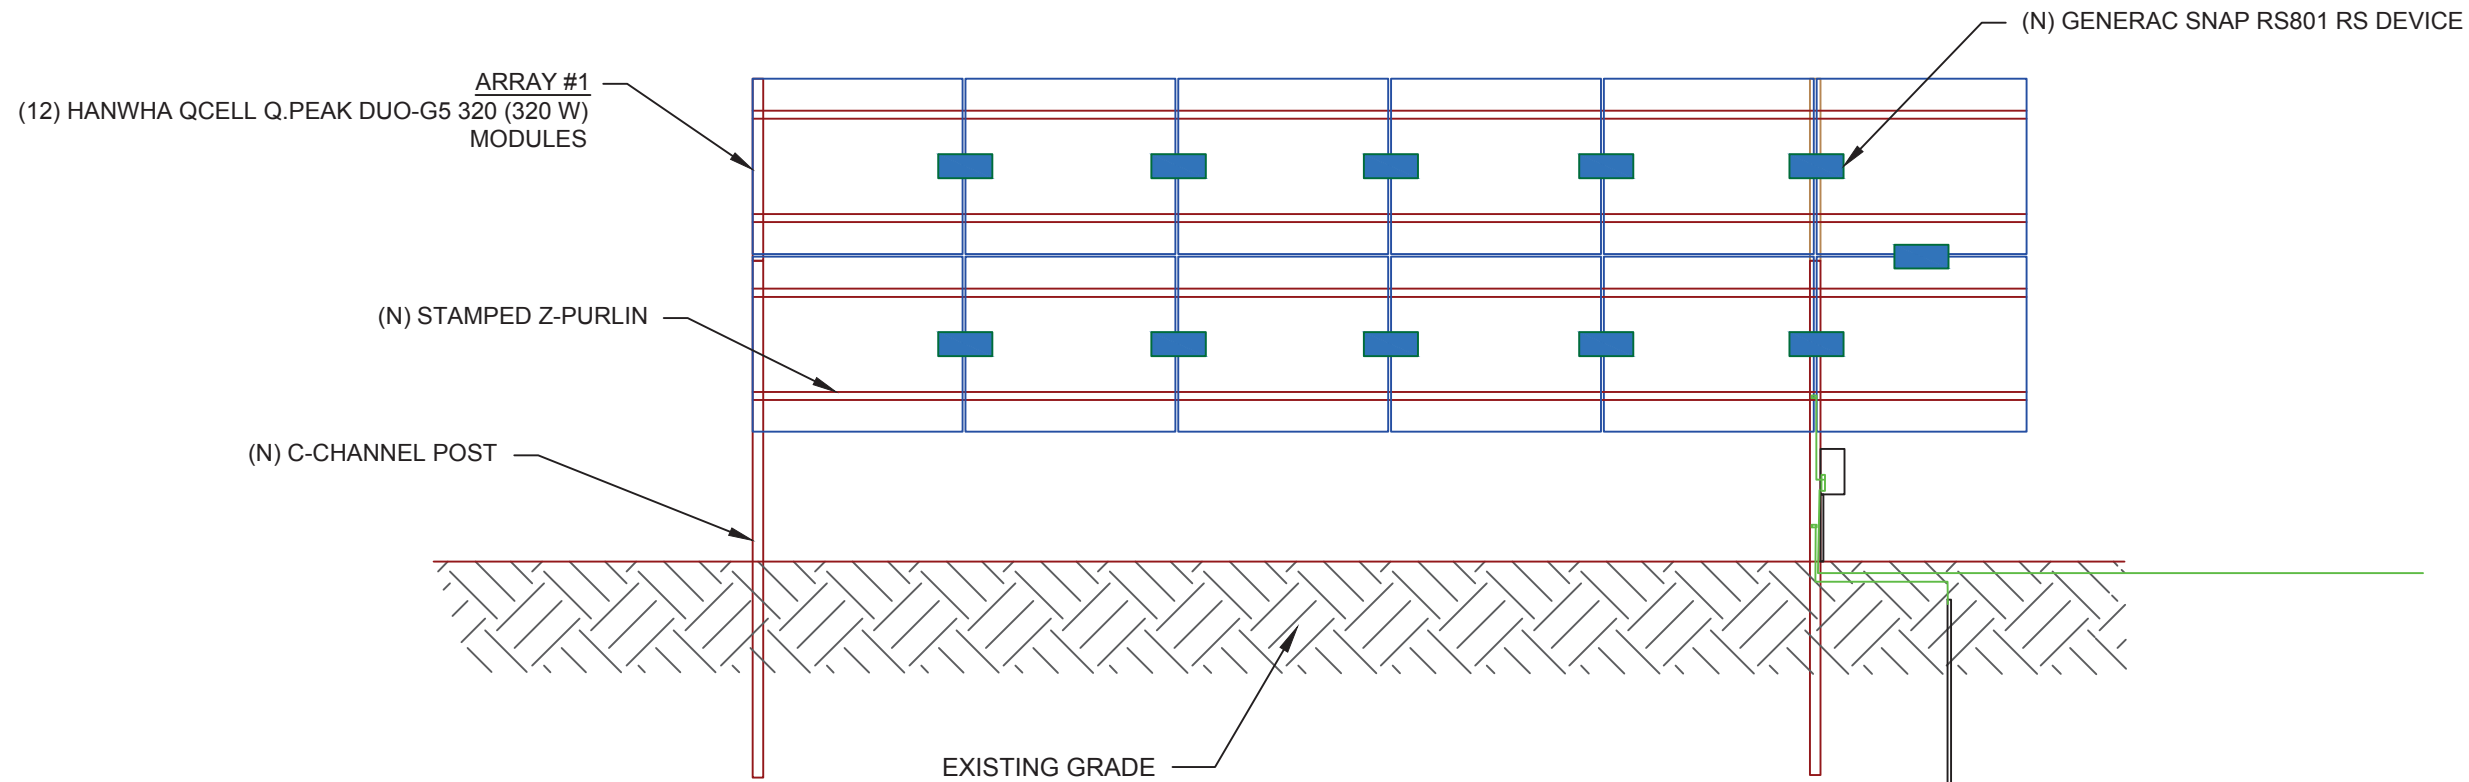 (N) GENERAC SNAP RS801 RS DEVICE
ARRAY #1
(12) HANWHA QCELL Q.PEAK DUO-G5 320 (320 W)
MODULES
(N) STAMPED Z-PURLIN
(N) C-CHANNEL POST
EXISTING GRADE